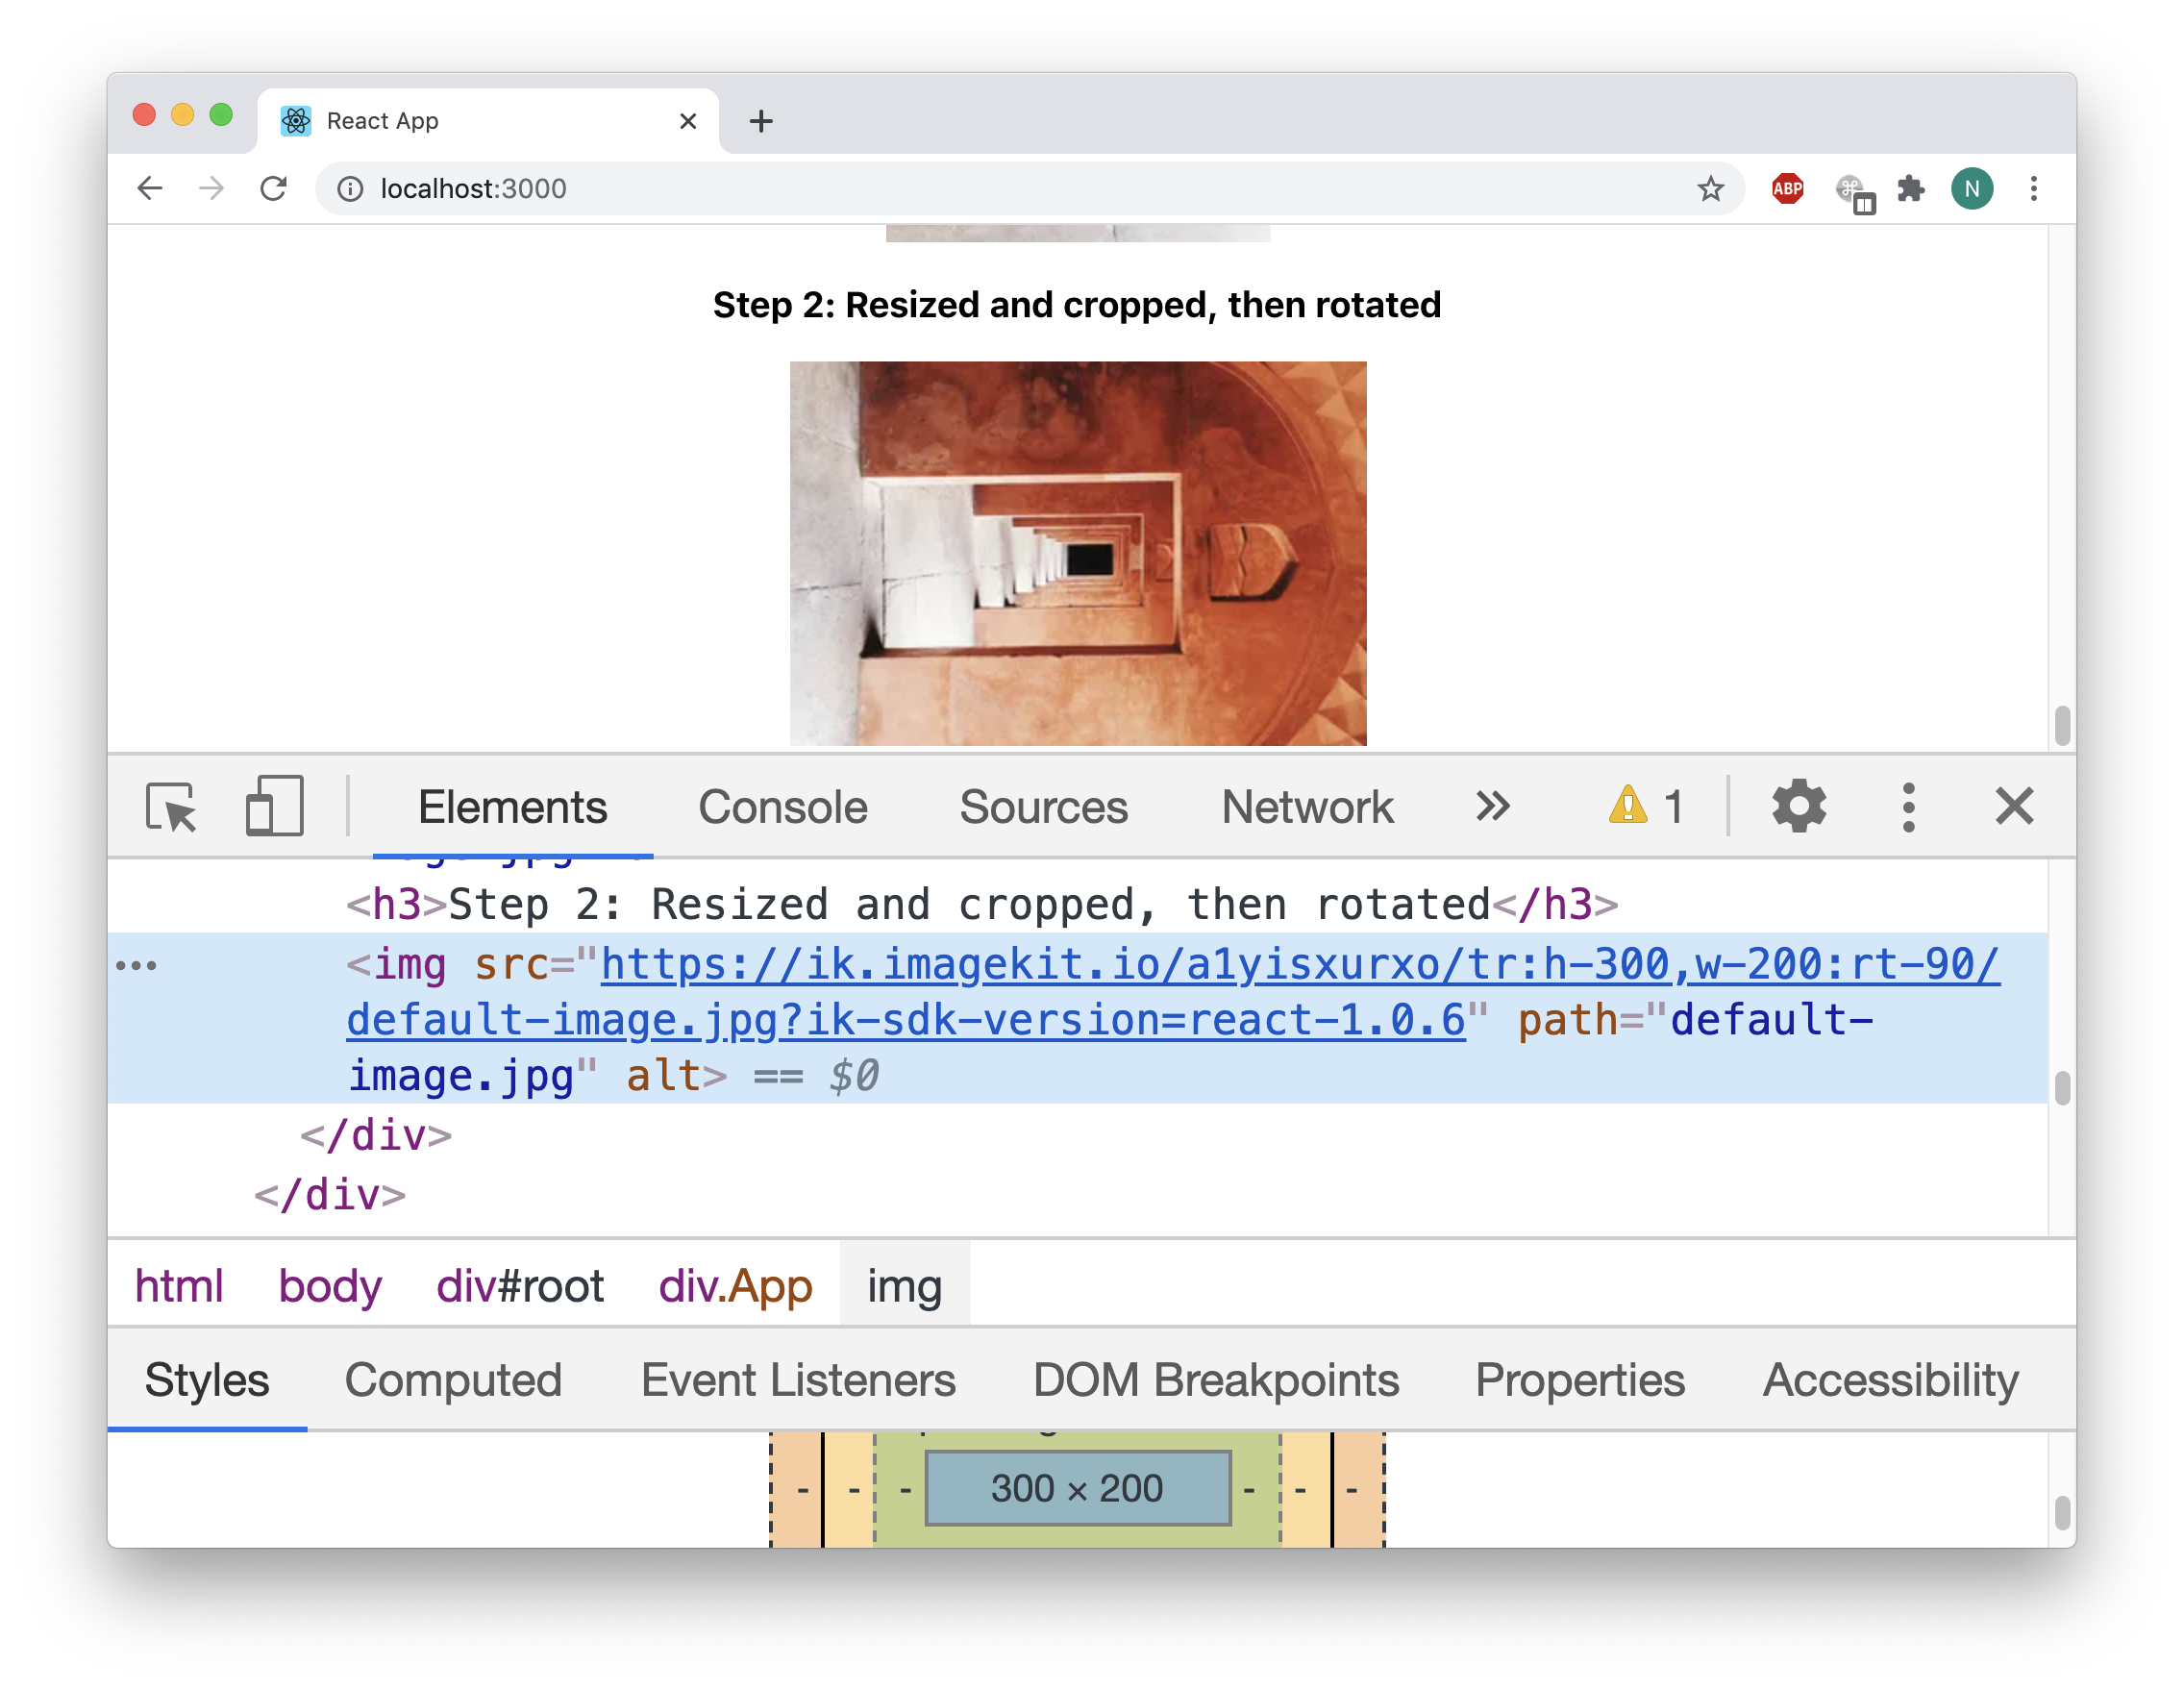 React App
localhost:3000
ABP
N
Step 2: Resized and cropped, then rotated
Elements Console Sources Network 1
<h3>Step 2: Resized and cropped, then rotated</h3>
<img src="https://ik.imagekit.io/a1yisxurxo/tr:h-300,w-200:rt-90/
default-image.jpg?ik-sdk-version=react-1.0.6" path="default-
image.jpg" alt> == $0
</div>
</div>
html body div#root div.App img
Styles Computed Event Listeners DOM Breakpoints Properties Accessibility
- - - 300 × 200 - - -